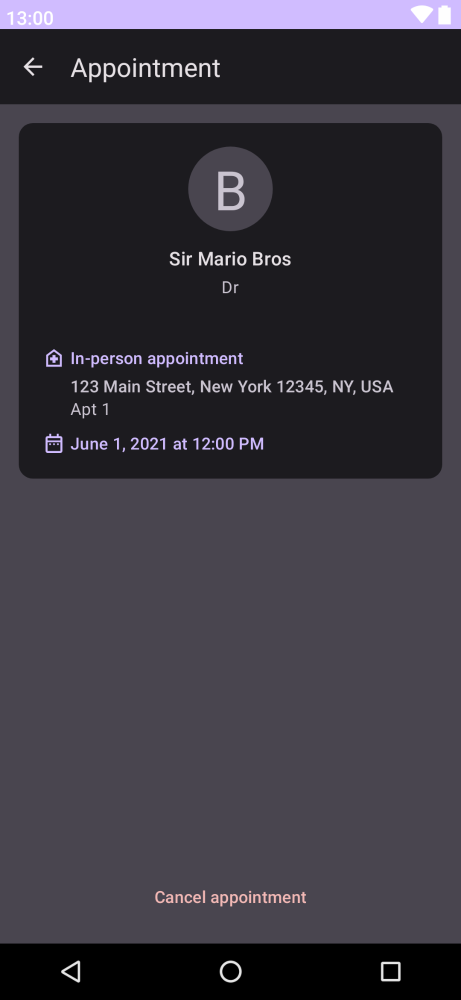 13:00
Appointment
B
Sir Mario Bros
Dr
In-person appointment
123 Main Street, New York 12345, NY, USA
Apt 1
June 1, 2021 at 12:00 PM
Cancel appointment